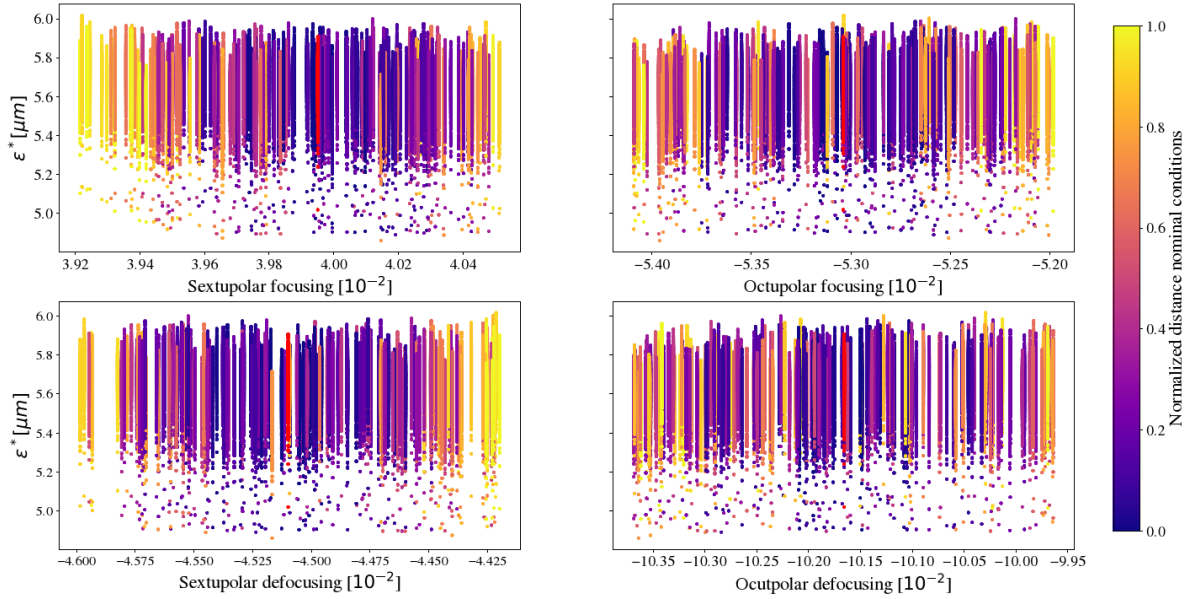 6.0
5.8
5.6
5.4
5.2
5.0
ε* [μm]
3.92 3.94 3.96 3.98 4.00 4.02 4.04
Sextupolar focusing [10⁻²]
−5.40 −5.35 −5.30 −5.25 −5.20
Octupolar focusing [10⁻²]
6.0
5.8
5.6
5.4
5.2
5.0
ε* [μm]
−4.600 −4.575 −4.550 −4.525 −4.500 −4.475 −4.450 −4.425
Sextupolar defocusing [10⁻²]
−10.35 −10.30 −10.25 −10.20 −10.15 −10.10 −10.05 −10.00 −9.95
Ocutpolar defocusing [10⁻²]
1.0
0.8
0.6
0.4
0.2
0.0
Normalized distance nominal conditions